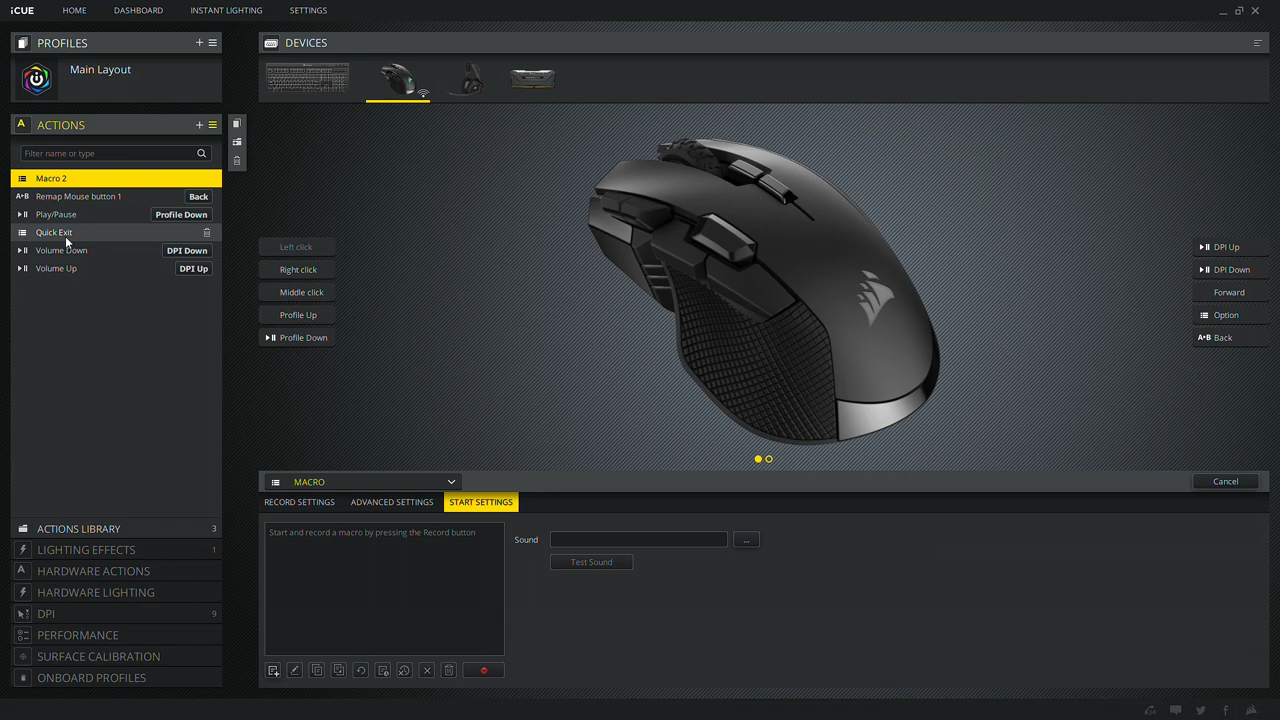 iCUE
HOME
DASHBOARD
INSTANT LIGHTING
SETTINGS
PROFILES
Main Layout
ACTIONS
Filter name or type
Macro 2
Remap Mouse button 1
Back
Play/Pause
Profile Down
Quick Exit
Volume Down
DPI Down
Volume Up
DPI Up
ACTIONS LIBRARY
3
LIGHTING EFFECTS
1
HARDWARE ACTIONS
HARDWARE LIGHTING
DPI
9
PERFORMANCE
SURFACE CALIBRATION
ONBOARD PROFILES
DEVICES
Left click
Right click
Middle click
Profile Up
Profile Down
DPI Up
DPI Down
Forward
Option
Back
MACRO
Cancel
RECORD SETTINGS
ADVANCED SETTINGS
START SETTINGS
Start and record a macro by pressing the Record button
Sound
...
Test Sound